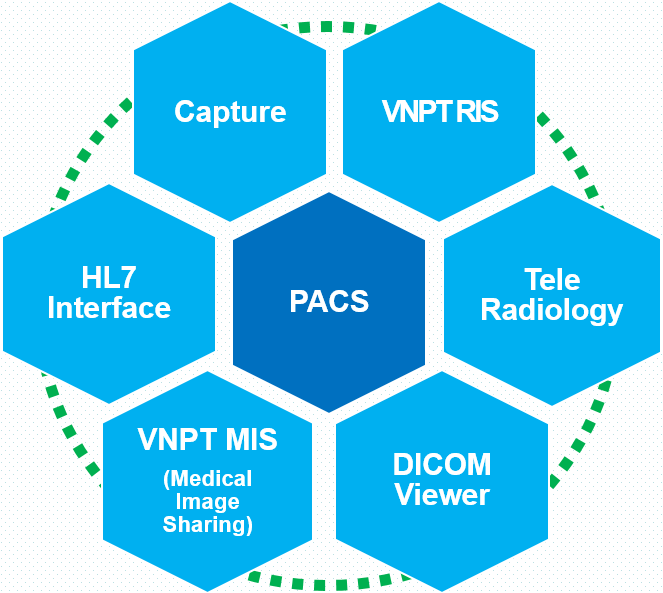 Capture
VNPT RIS
HL7
Interface
PACS
Tele
Radiology
VNPT MIS
(Medical
Image
Sharing)
DICOM
Viewer